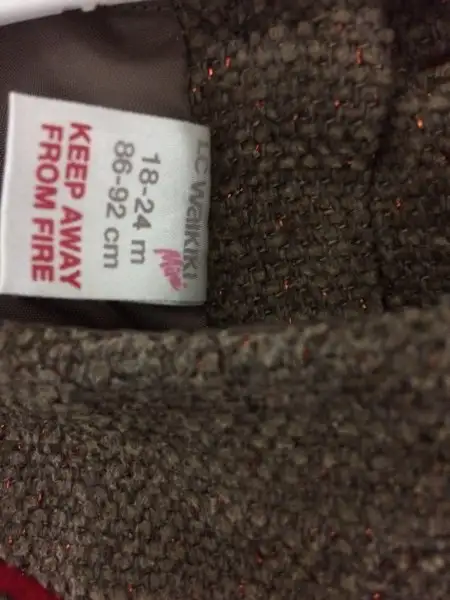 LC WAIKIKI
Mini
18-24 m
86-92 cm
KEEP AWAY
FROM FIRE